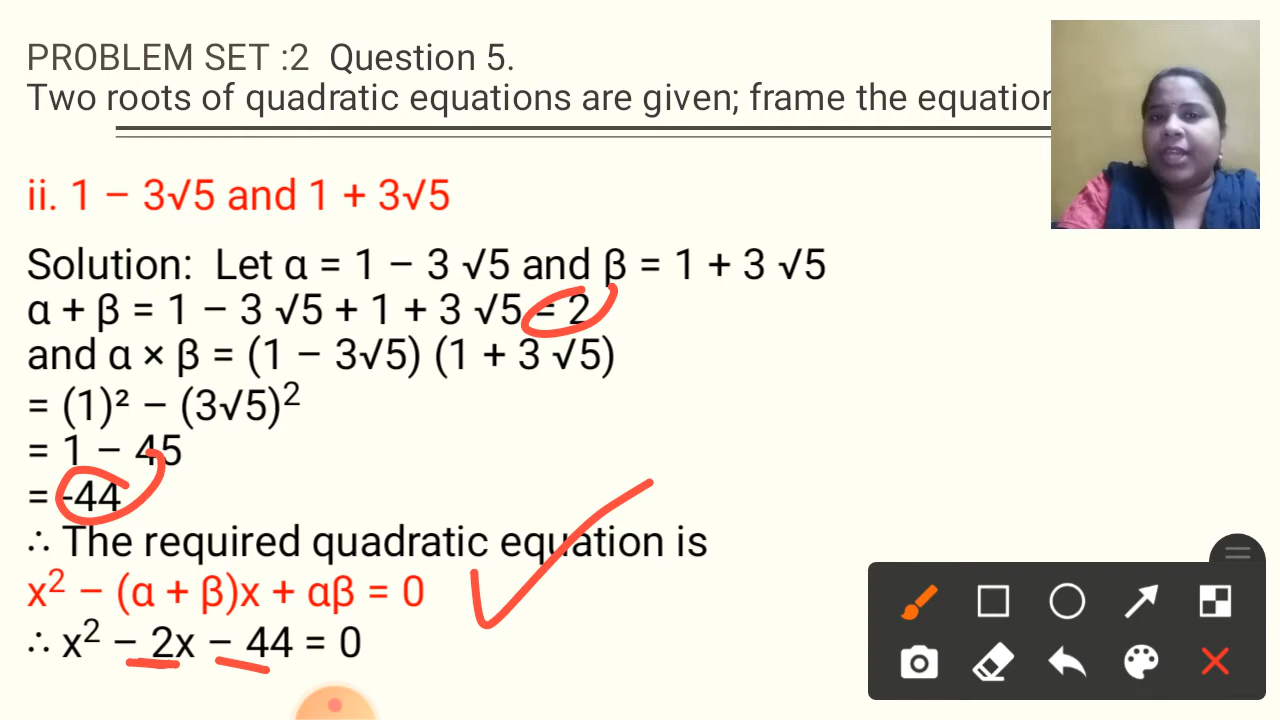 PROBLEM SET :2 Question 5.
Two roots of quadratic equations are given; frame the equation
ii. 1 – 3√5 and 1 + 3√5
Solution: Let α = 1 – 3 √5 and β = 1 + 3 √5
α + β = 1 – 3 √5 + 1 + 3 √5 = 2
and α × β = (1 – 3√5) (1 + 3 √5)
= (1)² – (3√5)²
= 1 – 45
= -44
∴ The required quadratic equation is
x² – (α + β)x + αβ = 0
∴ x² – 2x – 44 = 0